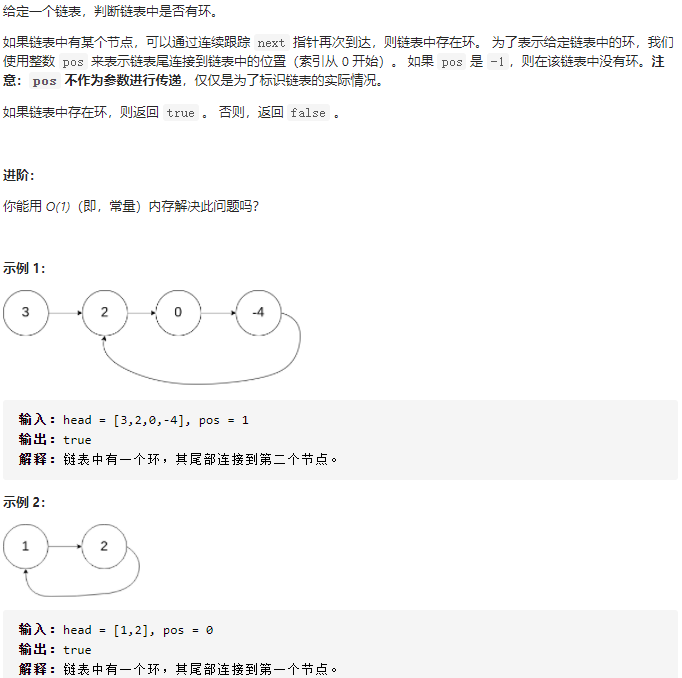 给定一个链表，判断链表中是否有环。
如果链表中有某个节点，可以通过连续跟踪 next 指针再次到达，则链表中存在环。 为了表示给定链表中的环，我们
使用整数 pos 来表示链表尾连接到链表中的位置（索引从 0 开始）。 如果 pos 是 -1，则在该链表中没有环。注
意：pos 不作为参数进行传递，仅仅是为了标识链表的实际情况。
如果链表中存在环，则返回 true 。 否则，返回 false 。
进阶：
你能用 O(1)（即，常量）内存解决此问题吗？
示例 1：
3 2 0 -4
输入：head = [3,2,0,-4], pos = 1
输出：true
解释：链表中有一个环，其尾部连接到第二个节点。
示例 2：
1 2
输入：head = [1,2], pos = 0
输出：true
解释：链表中有一个环，其尾部连接到第一个节点。